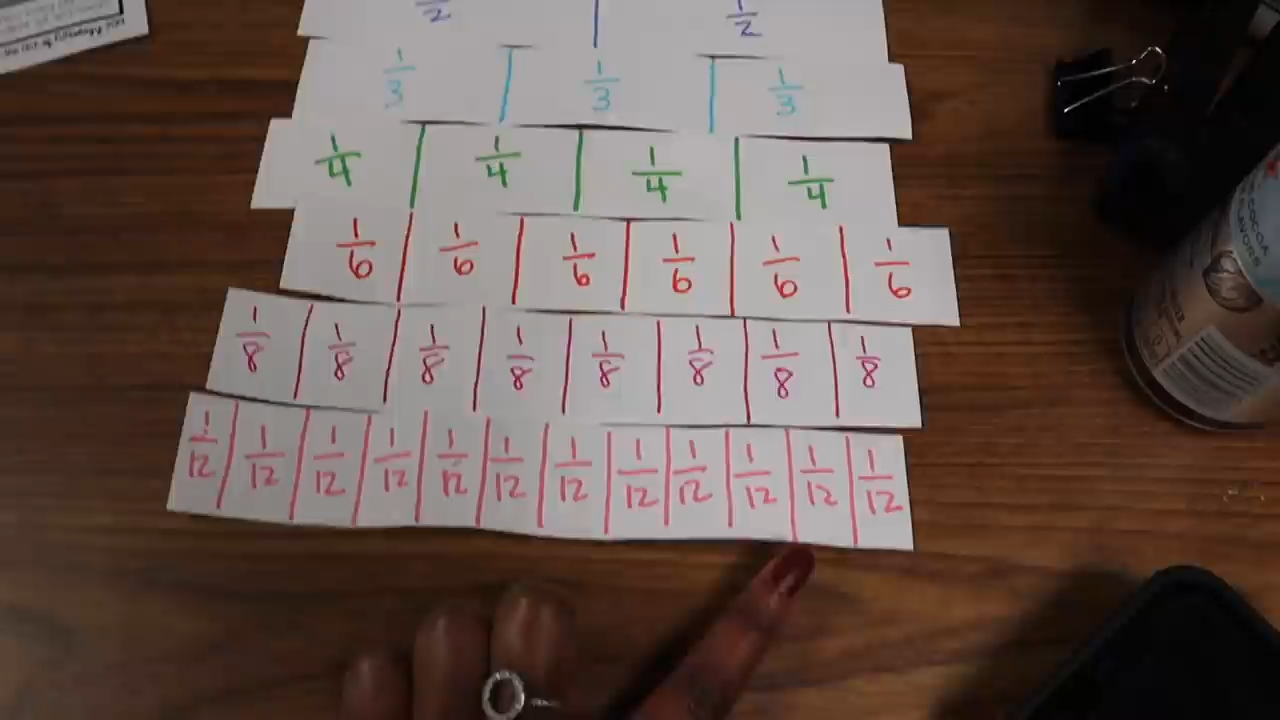 1/2 1/2
1/3 1/3 1/3
1/4 1/4 1/4 1/4
1/6 1/6 1/6 1/6 1/6 1/6
1/8 1/8 1/8 1/8 1/8 1/8 1/8 1/8
1/12 1/12 1/12 1/12 1/12 1/12 1/12 1/12 1/12 1/12 1/12 1/12
COCOA
FLAVORS